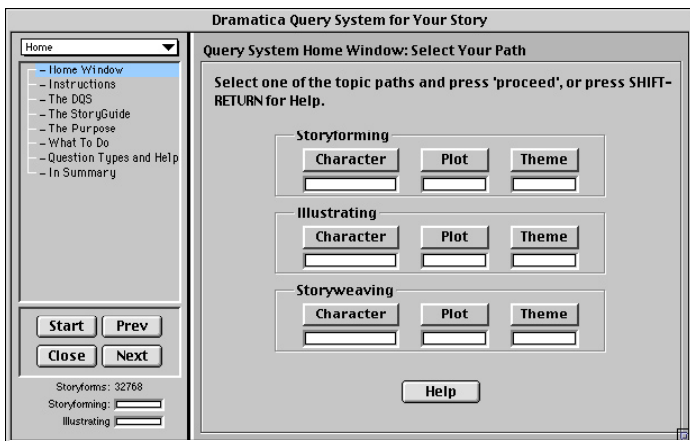 Dramatica Query System for Your Story
Home
Home Window
Instructions
The DQS
The StoryGuide
The Purpose
What To Do
Question Types and Help
In Summary
Start Prev
Close Next
Storyforms: 32768
Storyforming:
Illustrating
Query System Home Window: Select Your Path
Select one of the topic paths and press 'proceed', or press SHIFT-
RETURN for Help.
Storyforming
Character Plot Theme
Illustrating
Character Plot Theme
Storyweaving
Character Plot Theme
Help